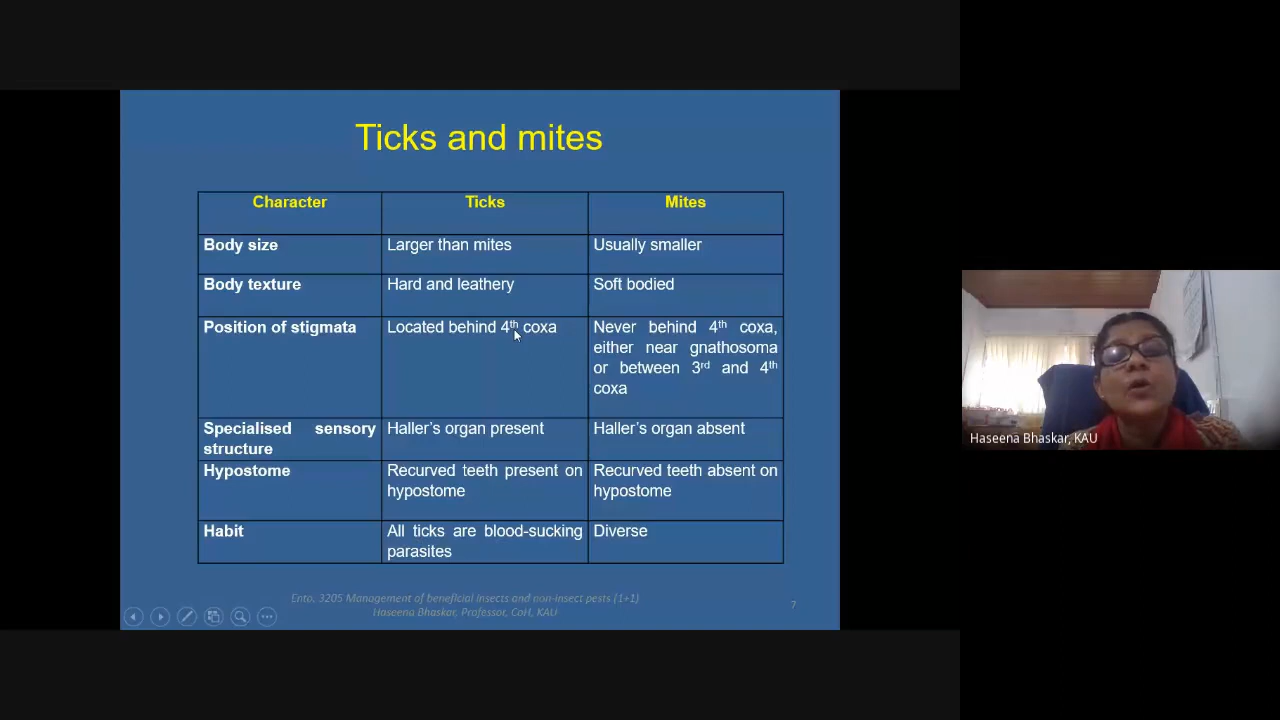 Ticks and mites
Character Ticks Mites
Body size Larger than mites Usually smaller
Body texture Hard and leathery Soft bodied
Position of stigmata Located behind 4th coxa Never behind 4th coxa,
either near gnathosoma
or between 3rd and 4th
coxa
Specialised sensory Haller's organ present Haller's organ absent
structure
Hypostome Recurved teeth present on Recurved teeth absent on
hypostome hypostome
Habit All ticks are blood-sucking Diverse
parasites
Ento. 3205 Management of beneficial insects and non-insect pests (1+1)
Haseena Bhaskar, Professor, CoH, KAU
7
Haseena Bhaskar, KAU